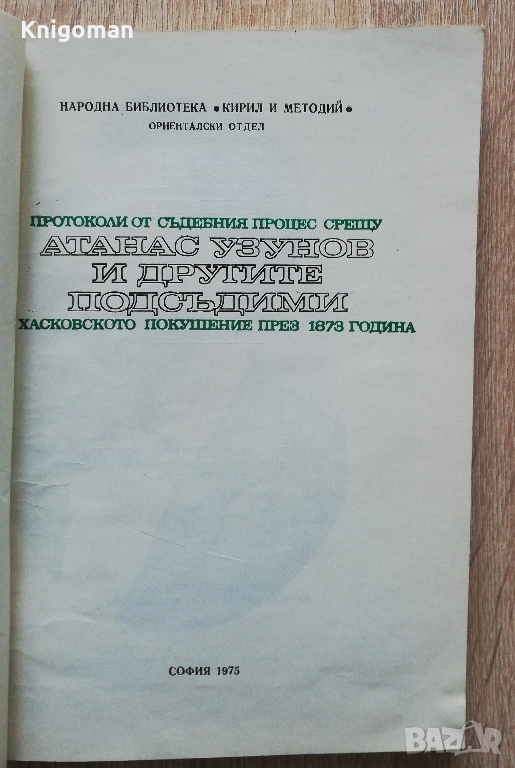 Knigoman
НАРОДНА БИБЛИОТЕКА • КИРИЛ И МЕТОДИЙ •
ОРИЕНТАЛСКИ ОТДЕЛ
ПРОТОКОЛИ ОТ СЪДЕБНИЯ ПРОЦЕС СРЕЩУ
АТАНАС УЗУНОВ
И ДРУГИТЕ
ПОДСЪДИМИ
ХАСКОВСКОТО ПОКУШЕНИЕ ПРЕЗ 1873 ГОДИНА
СОФИЯ 1975
BAZAR